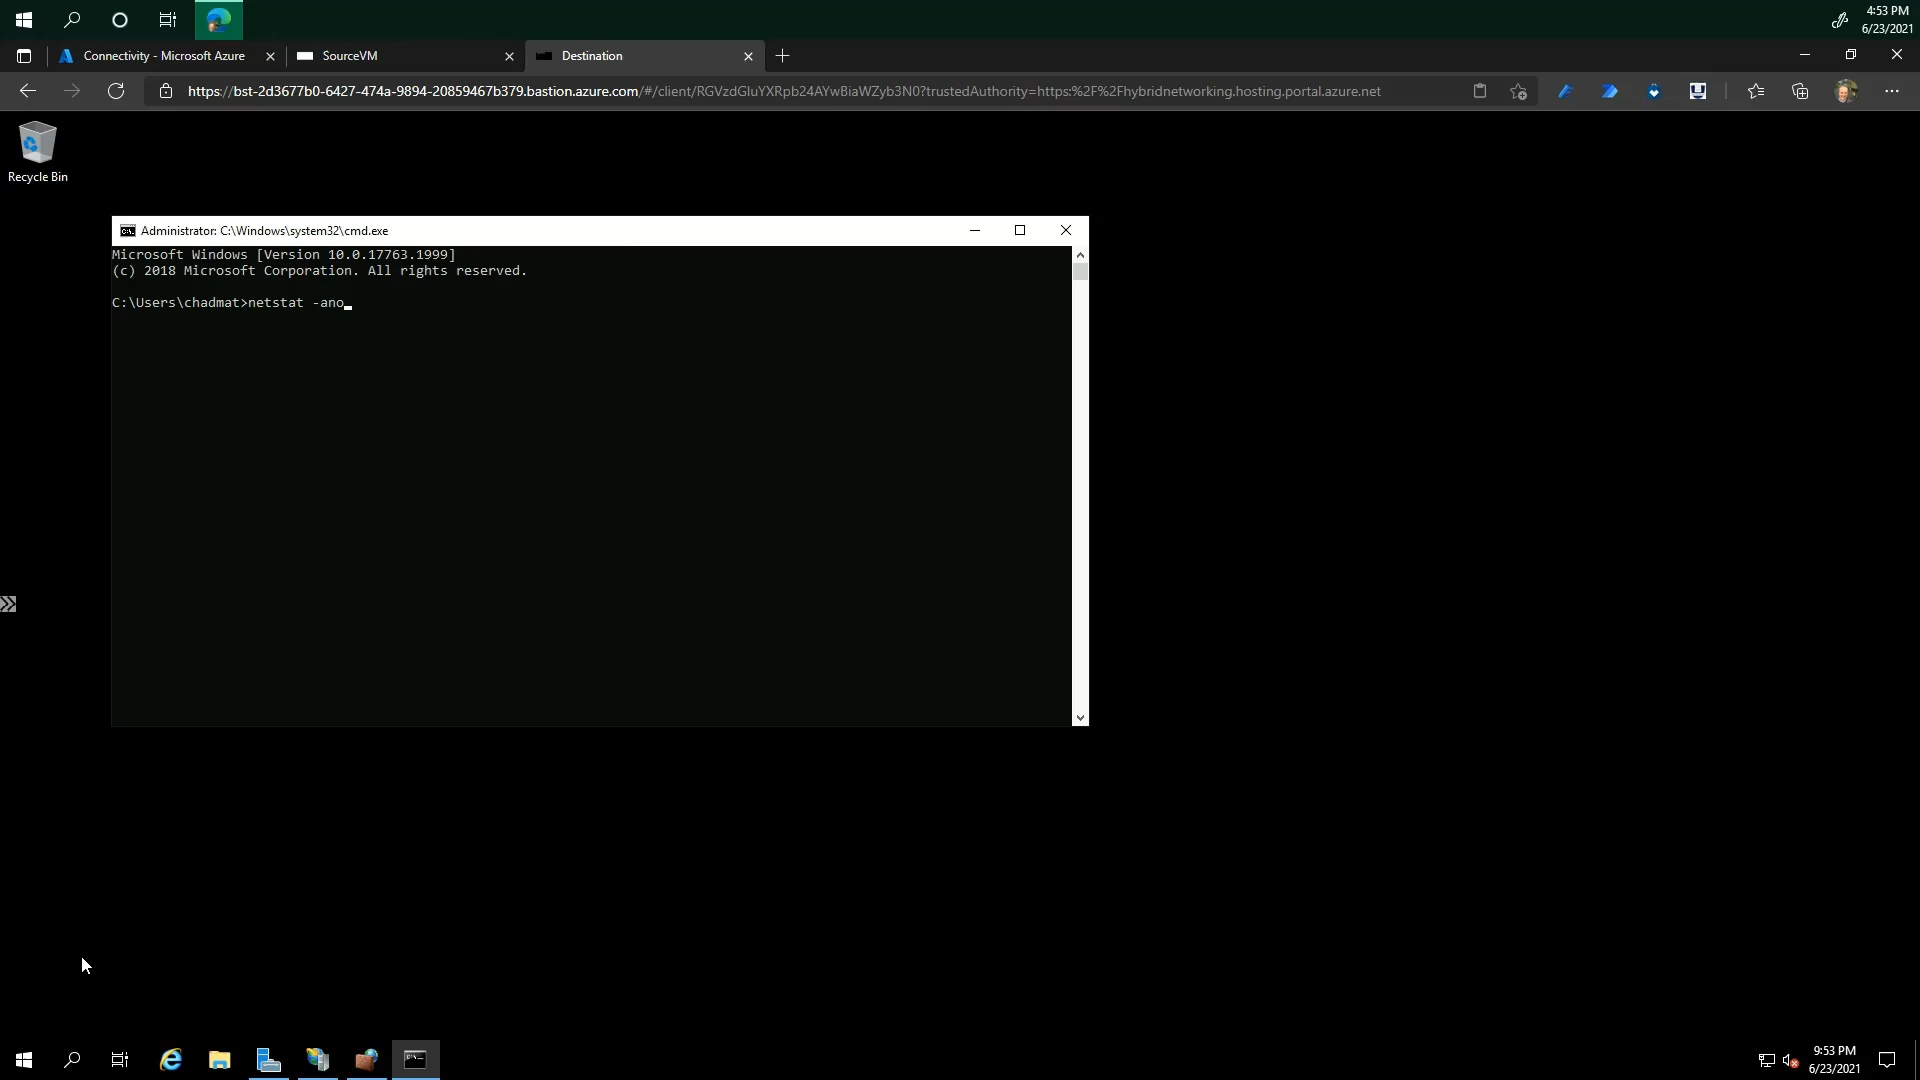 4:53 PM
6/23/2021
Connectivity - Microsoft Azure
SourceVM
Destination
https://bst-2d3677b0-6427-474a-9894-20859467b379.bastion.azure.com/#/client/RGVzdGluYXRpb24AYwBiaWZyb3N0?trustedAuthority=https:%2F%2Fhybridnetworking.hosting.portal.azure.net
Recycle Bin
Administrator: C:\Windows\system32\cmd.exe
Microsoft Windows [Version 10.0.17763.1999]
(c) 2018 Microsoft Corporation. All rights reserved.
C:\Users\chadmat>netstat -ano
9:53 PM
6/23/2021